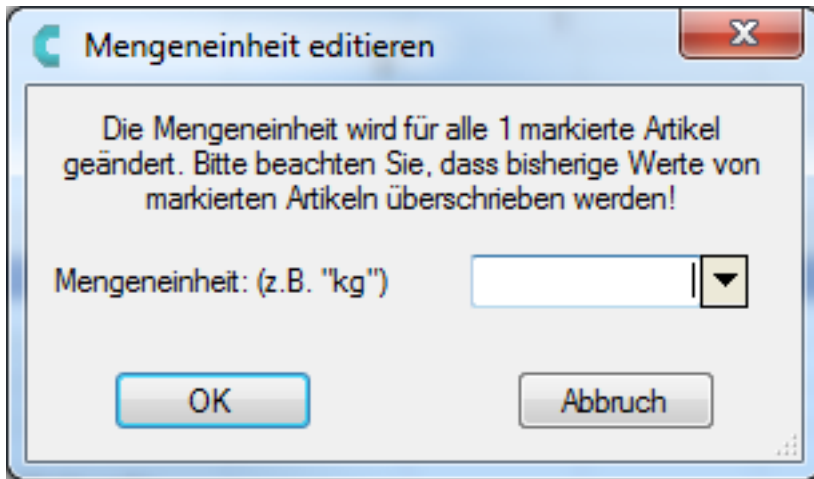 Mengeneinheit editieren
Die Mengeneinheit wird für alle 1 markierte Artikel
geändert. Bitte beachten Sie, dass bisherige Werte von
markierten Artikeln überschrieben werden!
Mengeneinheit: (z.B. "kg")
OK
Abbruch